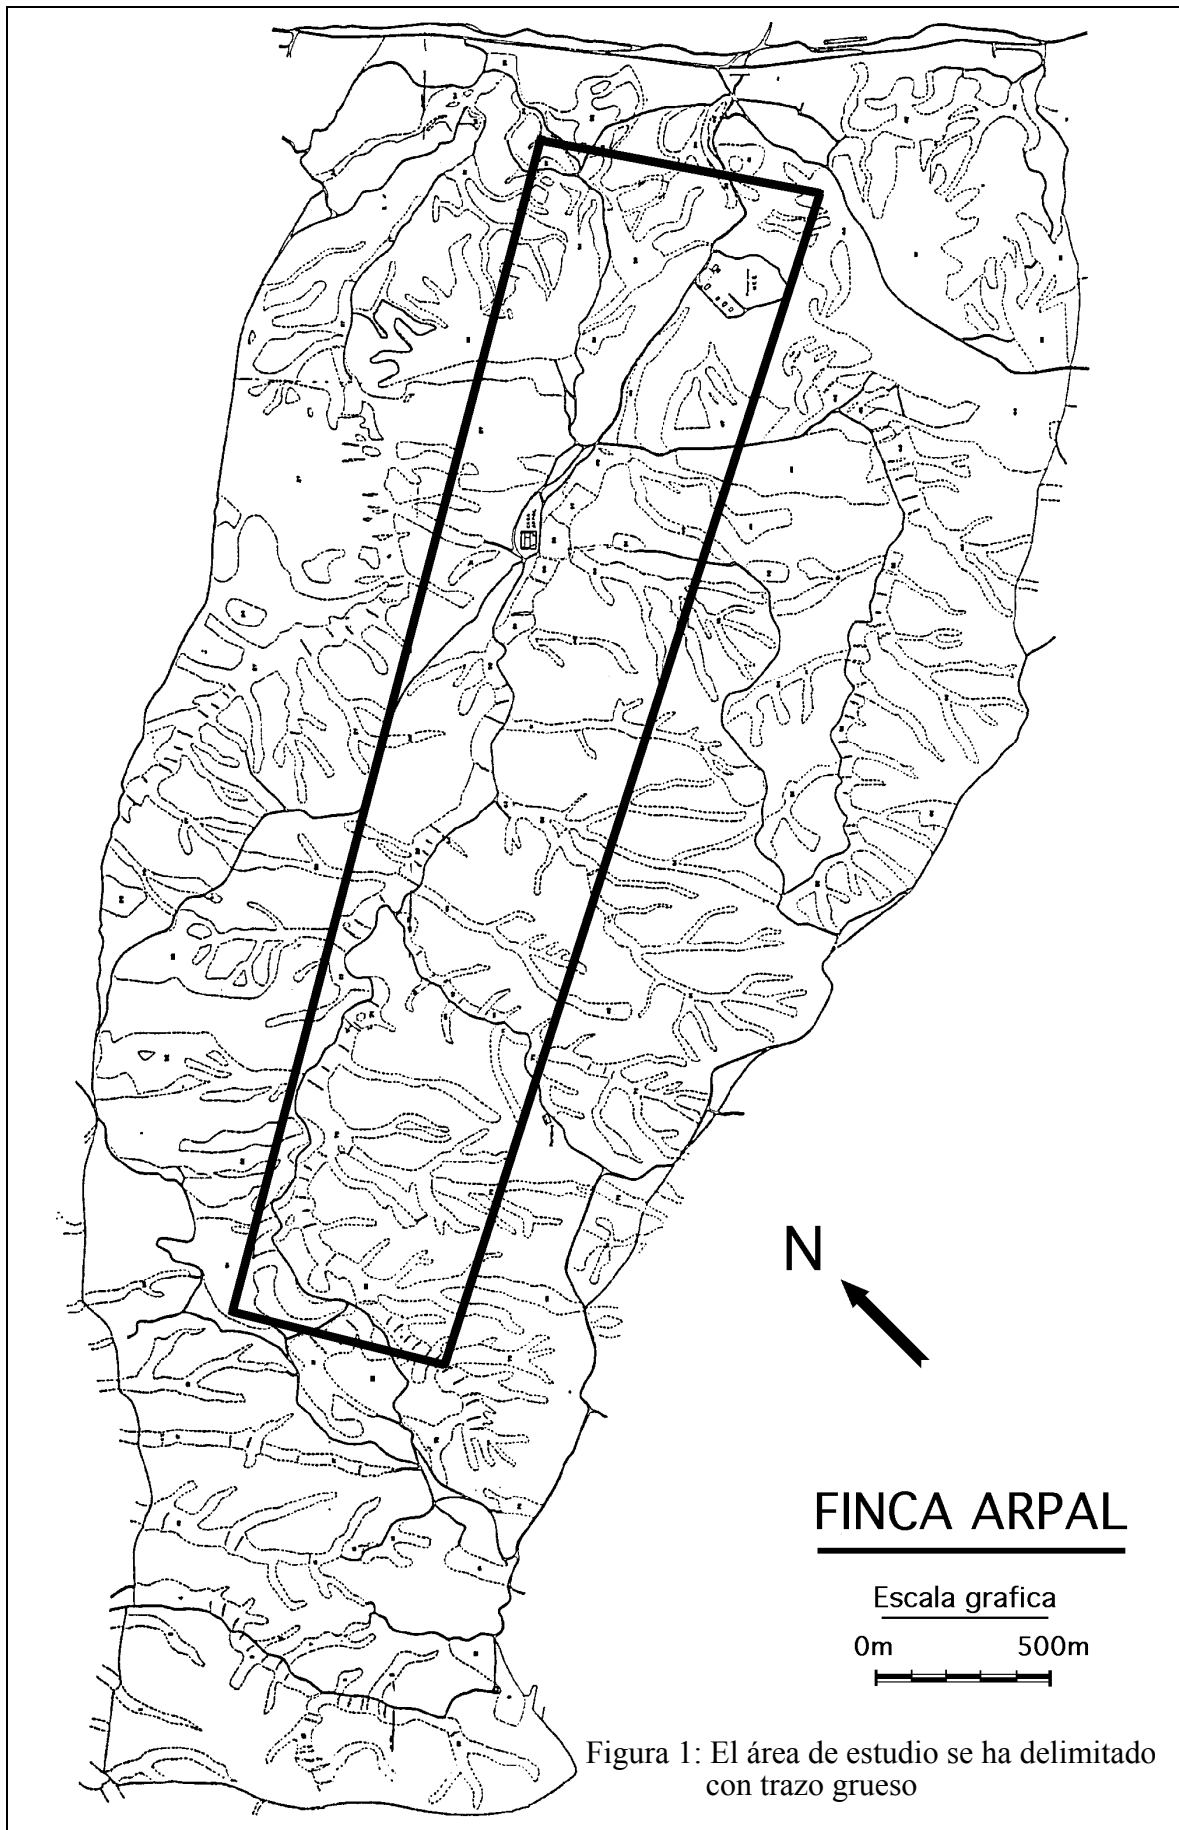 N
FINCA ARPAL
Escala grafica
0m 500m
Figura 1: El área de estudio se ha delimitado
con trazo grueso